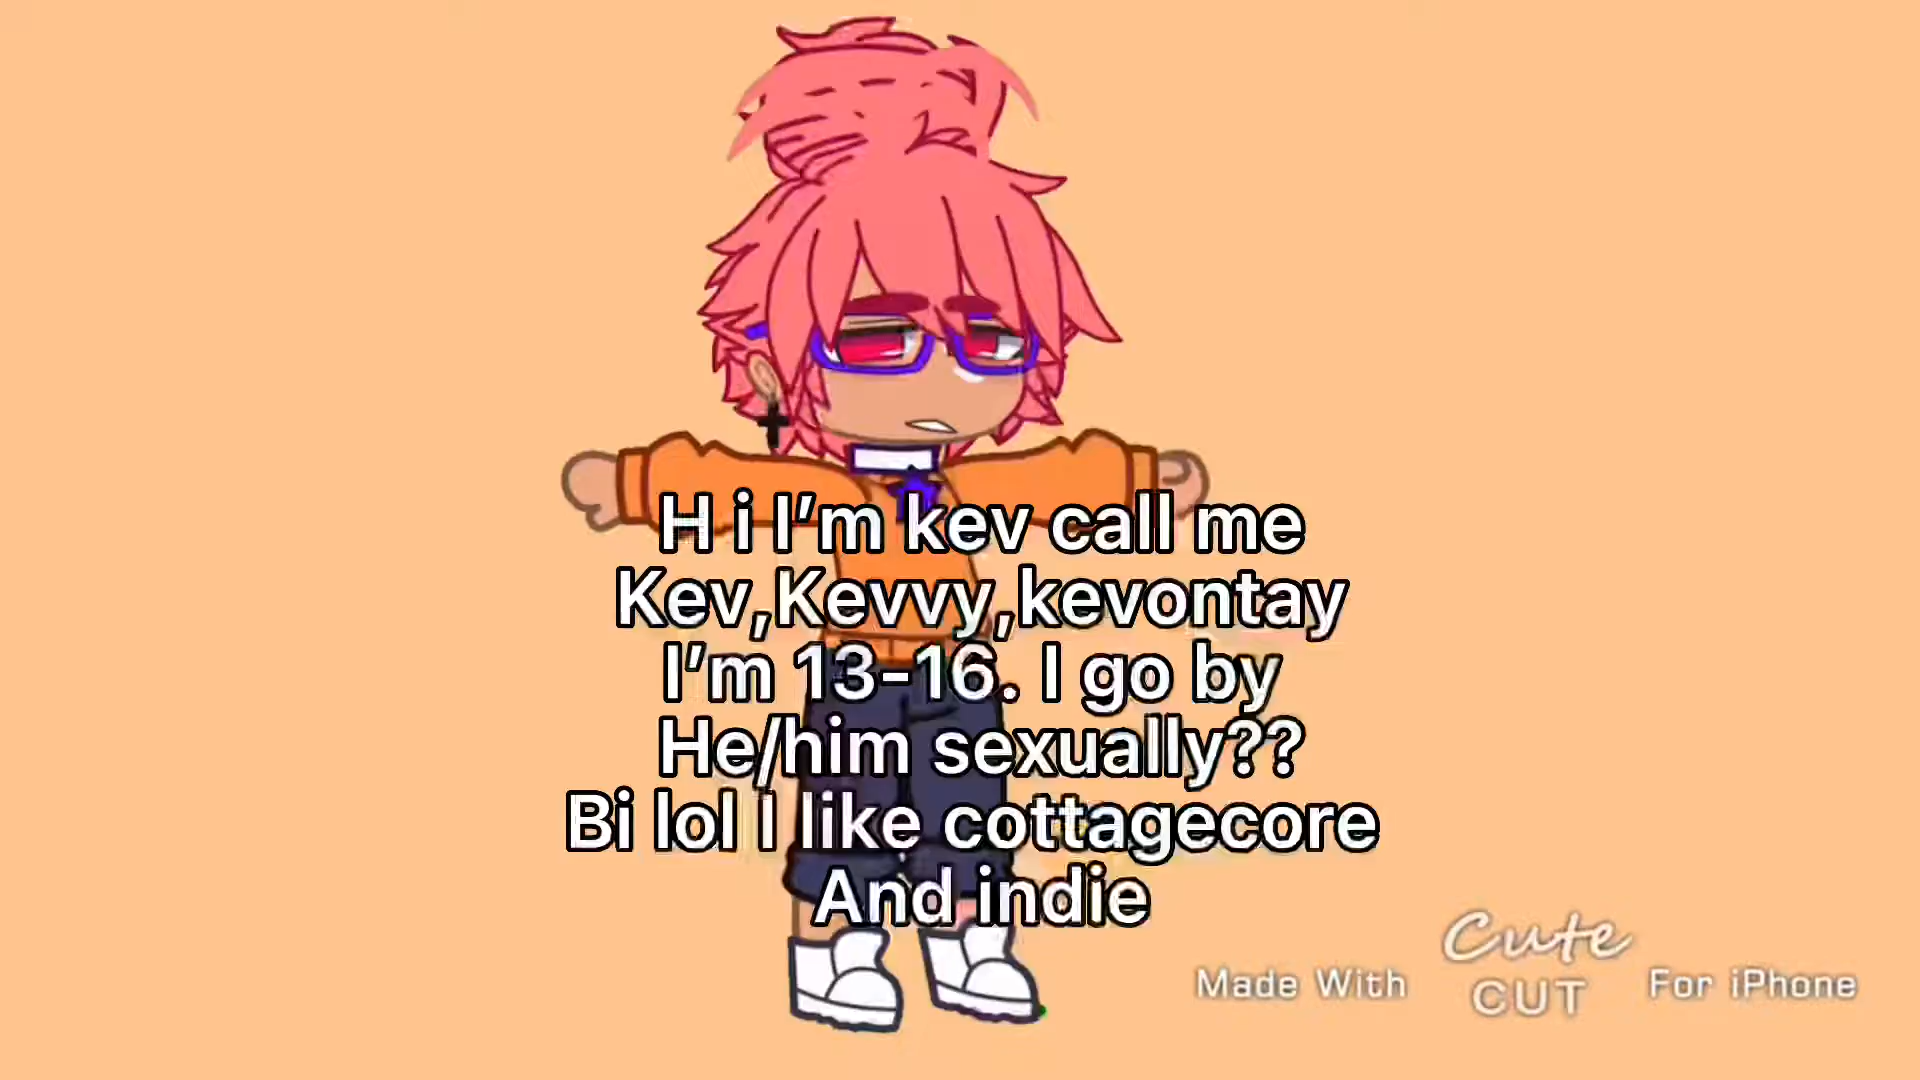 H i I’m kev call me
Kev,Kevvy,kevontay
I’m 13-16. I go by
He/him sexually??
Bi lol I like cottagecore
And indie
Made With Cute CUT For iPhone